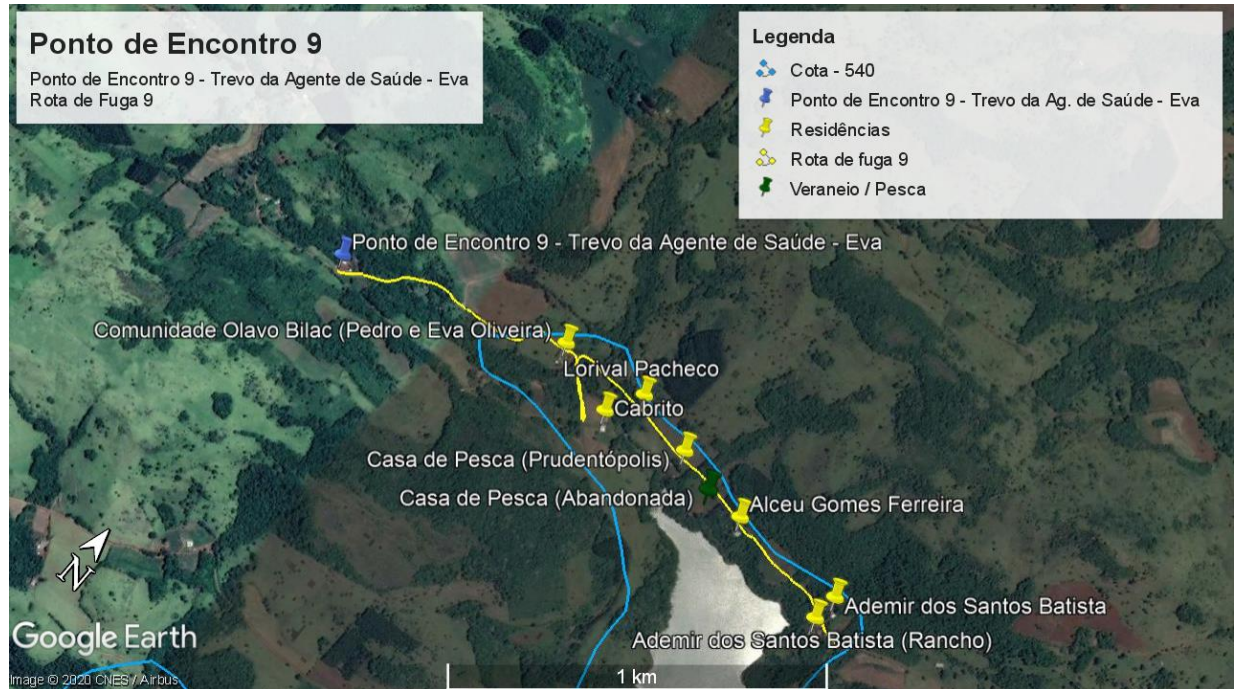 Ponto de Encontro 9
Ponto de Encontro 9 - Trevo da Agente de Saúde - Eva
Rota de Fuga 9
Legenda
Cota - 540
Ponto de Encontro 9 - Trevo da Ag. de Saúde - Eva
Residências
Rota de fuga 9
Veraneio / Pesca
Ponto de Encontro 9 - Trevo da Agente de Saúde - Eva
Comunidade Olavo Bilac (Pedro e Eva Oliveira)
Lorival Pacheco
Cabrito
Casa de Pesca (Prudentópolis)
Casa de Pesca (Abandonada)
Alceu Gomes Ferreira
Ademir dos Santos Batista
Ademir dos Santos Batista (Rancho)
N
Google Earth
Image © 2020 CNES / Airbus
1 km